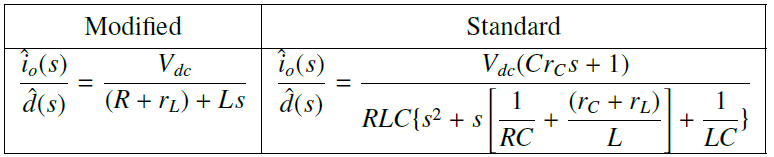 Modified Standard
î_o(s)/d̂(s) = V_dc/((R + r_L) + Ls) î_o(s)/d̂(s) = V_dc(Cr_C s + 1)/(RLC{s² + s[1/RC + (r_C + r_L)/L] + 1/LC})